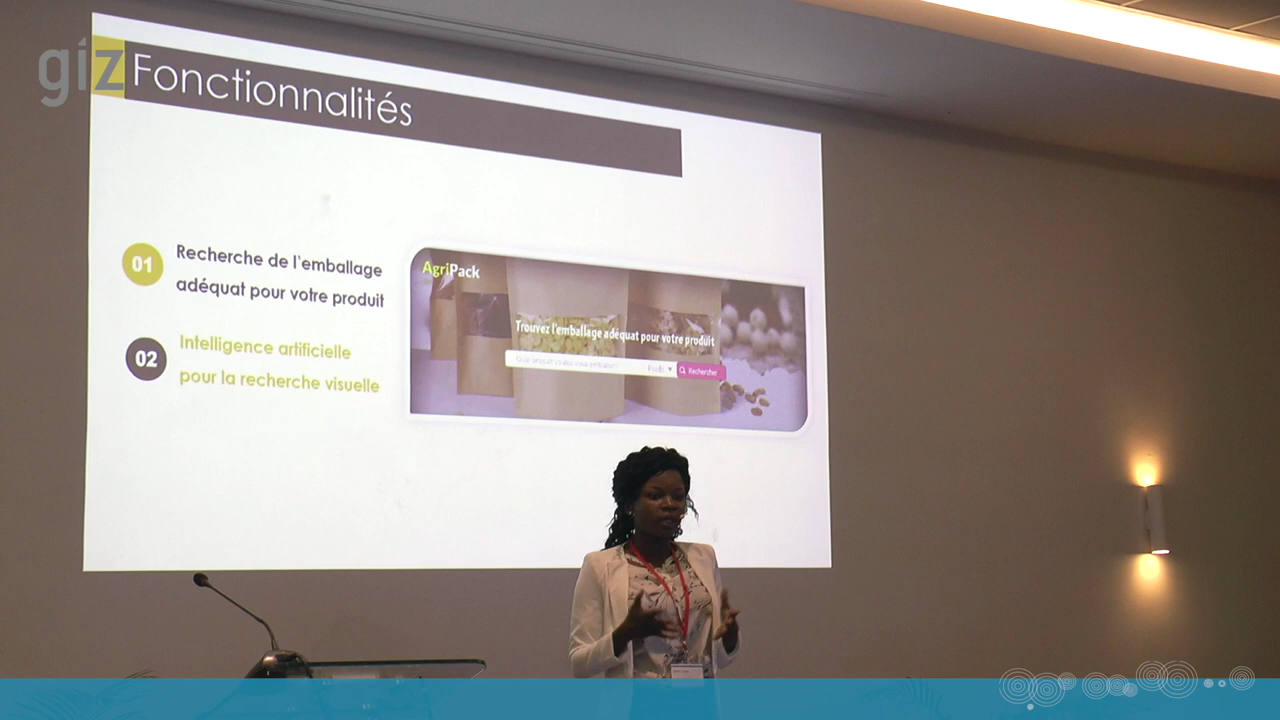 giz
Fonctionnalités
01
Recherche de l'emballage
adéquat pour votre produit
02
Intelligence artificielle
pour la recherche visuelle
AgriPack
Trouvez l'emballage adéquat pour votre produit
Rechercher